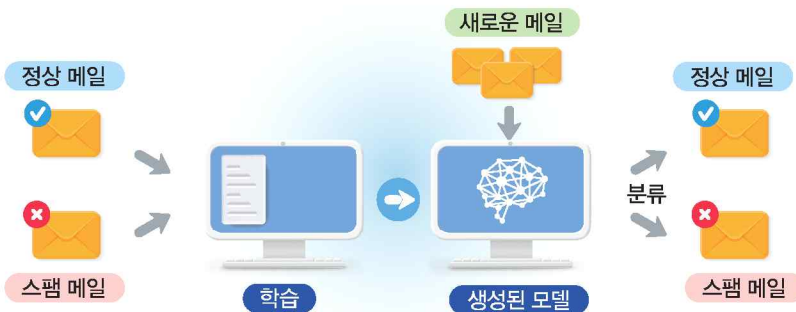 새로운 메일
정상 메일
정상 메일
분류
스팸 메일
스팸 메일
학습
생성된 모델